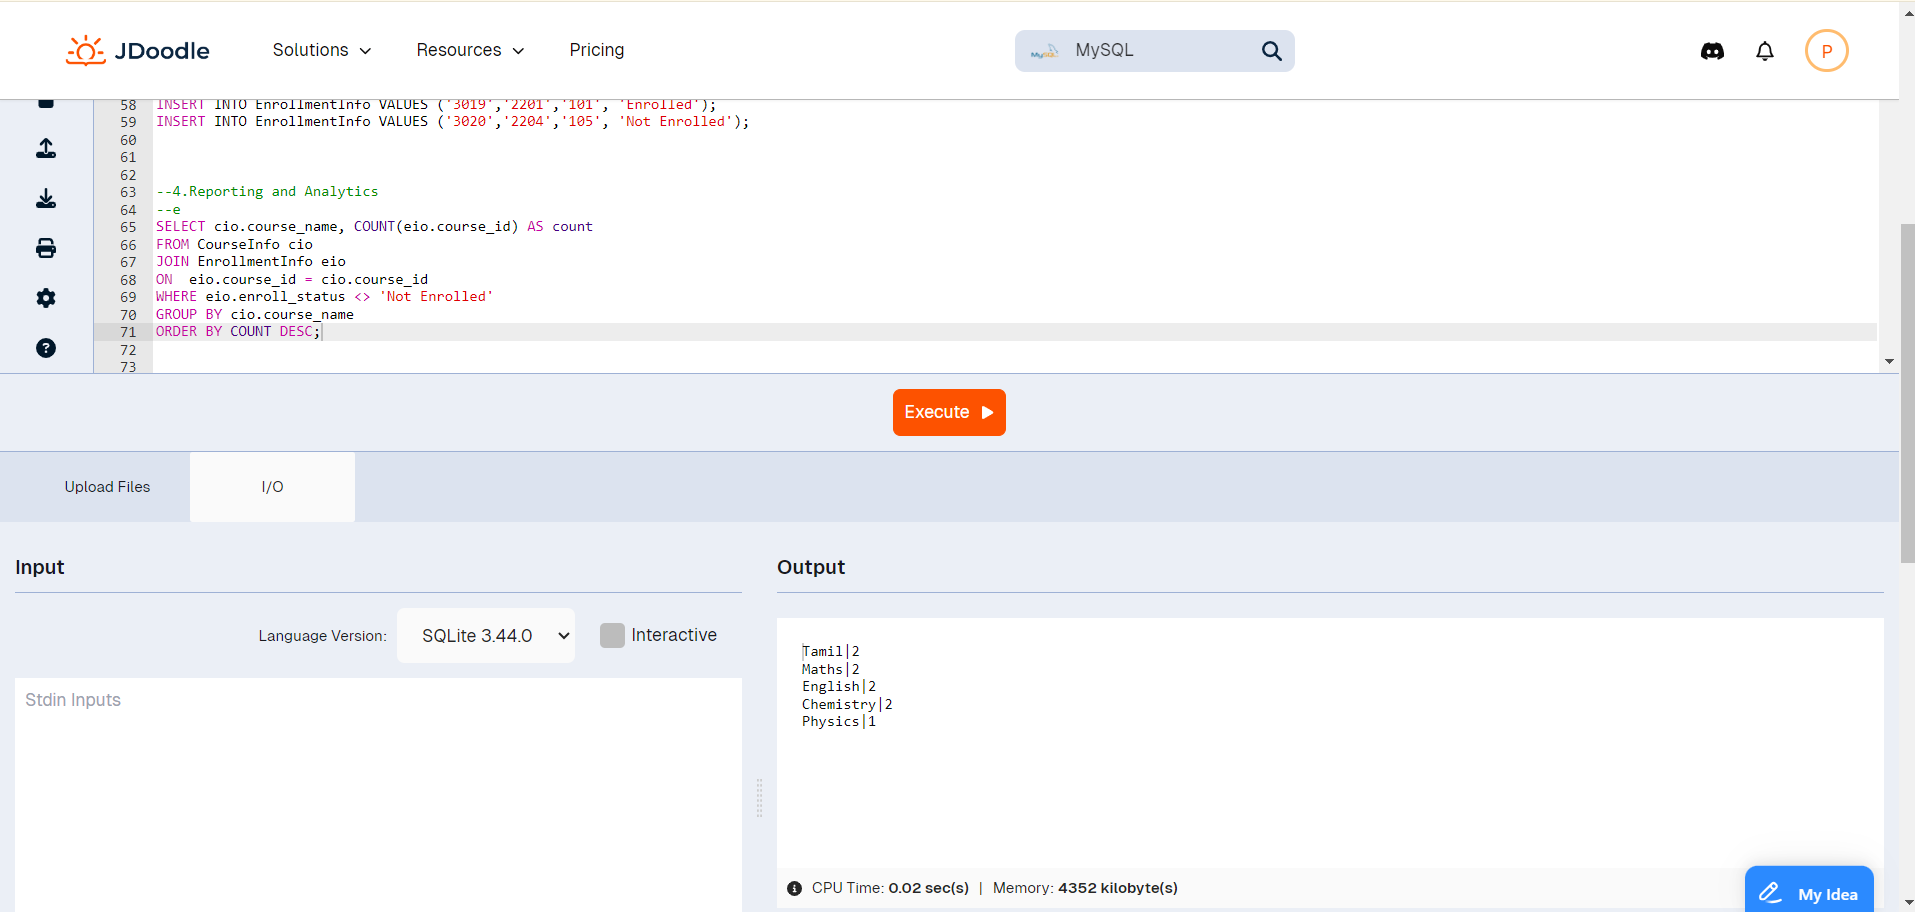 JDoodle Solutions Resources Pricing MySQL MySQL P
58 INSERT INTO EnrollmentInfo VALUES ('3019','2201','101', 'Enrolled');
59 INSERT INTO EnrollmentInfo VALUES ('3020','2204','105', 'Not Enrolled');
60
61
62
63 --4.Reporting and Analytics
64 --e
65 SELECT cio.course_name, COUNT(eio.course_id) AS count
66 FROM CourseInfo cio
67 JOIN EnrollmentInfo eio
68 ON  eio.course_id = cio.course_id
69 WHERE eio.enroll_status <> 'Not Enrolled'
70 GROUP BY cio.course_name
71 ORDER BY COUNT DESC;
72
73
Execute
Upload Files I/O
Input
Language Version: SQLite 3.44.0 Interactive
Stdin Inputs
Output
Tamil|2
Maths|2
English|2
Chemistry|2
Physics|1
CPU Time: 0.02 sec(s) | Memory: 4352 kilobyte(s)
My Idea